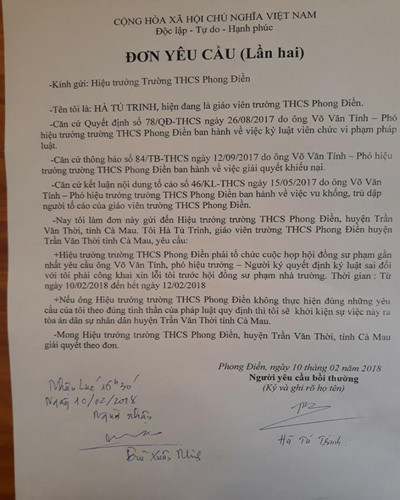 CỘNG HÒA XÃ HỘI CHỦ NGHĨA VIỆT NAM
Độc lập - Tự do - Hạnh phúc
ĐƠN YÊU CẦU (Lần hai)
-Kính gửi: Hiệu trưởng Trường THCS Phong Điền
-Tên tôi là: HÀ TÚ TRINH, hiện đang là giáo viên trường THCS Phong Điền.
-Căn cứ Quyết định số 78/QĐ-THCS ngày 26/08/2017 do ông Võ Văn Tính – Phó
hiệu trưởng trường THCS Phong Điền ban hành về việc kỷ luật viên chức vi phạm pháp
luật.
-Căn cứ thông báo số 84/TB-THCS ngày 12/09/2017 do ông Võ Văn Tính – Phó hiệu
trưởng trường THCS Phong Điền ban hành về việc giải quyết khiếu nại.
-Căn cứ kết luận nội dung tố cáo số 46/KL-THCS ngày 15/05/2017 do ông Võ Văn
Tính – Phó hiệu trưởng trường THCS Phong Điền ban hành về việc vu khống, trù dập
người tố cáo của giáo viên trường THCS Phong Điền.
-Nay tôi làm đơn này gửi đến Hiệu trưởng trường THCS Phong Điền, huyện Trần
Văn Thời, tỉnh Cà Mau. Tôi Hà Tú Trinh, giáo viên trường THCS Phong Điền huyện
Trần Văn Thời tỉnh Cà Mau, yêu cầu:
+Hiệu trưởng trường THCS Phong Điền phải tổ chức cuộc họp hội đồng sư phạm gần
nhất yêu cầu ông Võ Văn Tính, phó hiệu trưởng – Người ký quyết định kỷ luật sai đối
với tôi phải công khai xin lỗi tôi trước hội đồng sư phạm nhà trường. Thời gian : Từ
ngày 10/02/2018 đến hết ngày 12/02/2018
+Nếu ông Hiệu trưởng trường THCS Phong Điền không thực hiện đúng những yêu
cầu của tôi theo đúng tinh thần của pháp luật quy định thì tôi sẽ khởi kiện sự việc này ra
tòa án dân sự nhân dân huyện Trần Văn Thời tỉnh Cà Mau.
-Mong Hiệu trưởng trường THCS Phong Điền, huyện Trần Văn Thời, tỉnh Cà Mau
giải quyết theo đơn.
Phong Điền, ngày 10 tháng 02 năm 2018
Người yêu cầu bồi thường
(Ký và ghi rõ họ tên)
Nhận lúc 16h30'
Ngày 10/02/2018
Người nhận
Hà Tú Trinh
Bùi Xuân